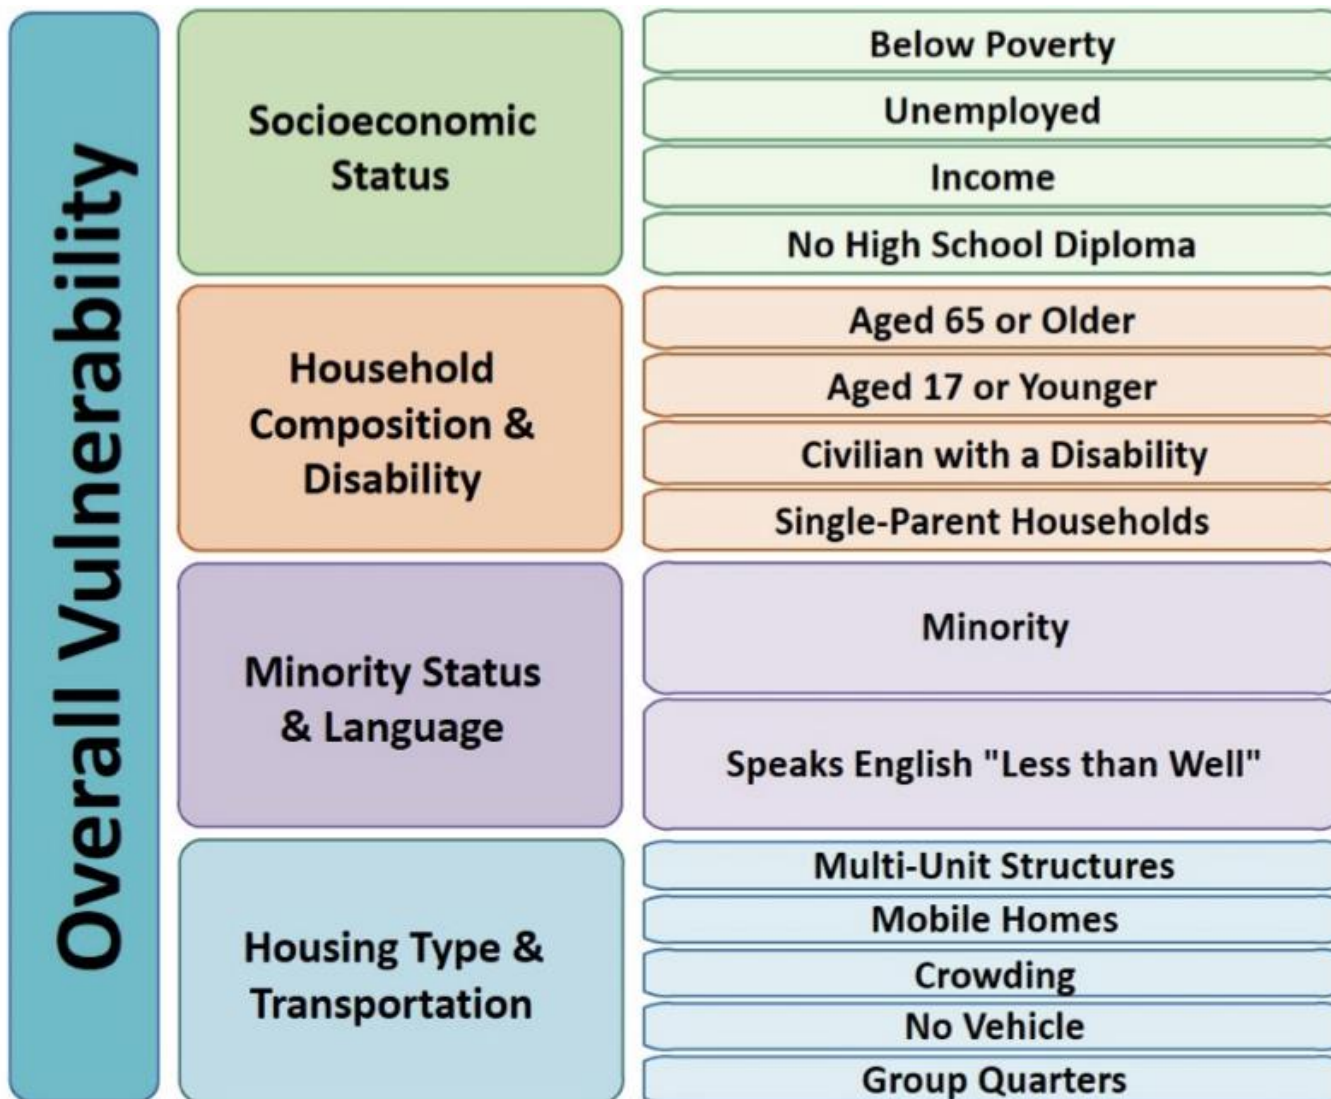 Overall Vulnerability
Socioeconomic
Status
Below Poverty
Unemployed
Income
No High School Diploma
Household
Composition &
Disability
Aged 65 or Older
Aged 17 or Younger
Civilian with a Disability
Single-Parent Households
Minority Status
& Language
Minority
Speaks English "Less than Well"
Housing Type &
Transportation
Multi-Unit Structures
Mobile Homes
Crowding
No Vehicle
Group Quarters